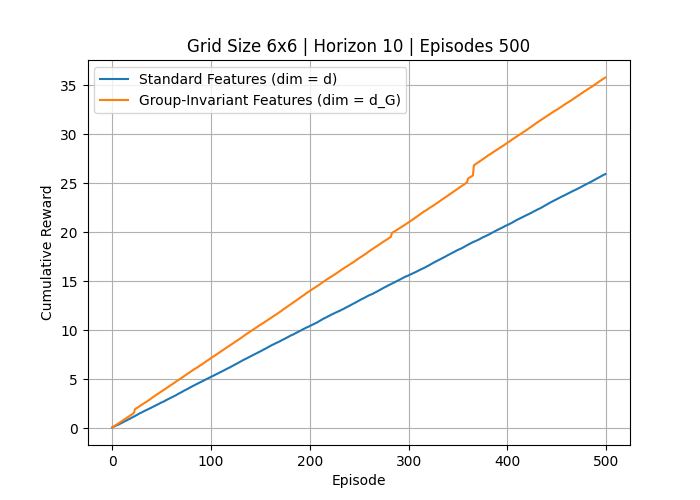 Grid Size 6x6 | Horizon 10 | Episodes 500
Standard Features (dim = d)
Group-Invariant Features (dim = d_G)
35
30
25
20
15
10
5
0
Cumulative Reward
0 100 200 300 400 500
Episode